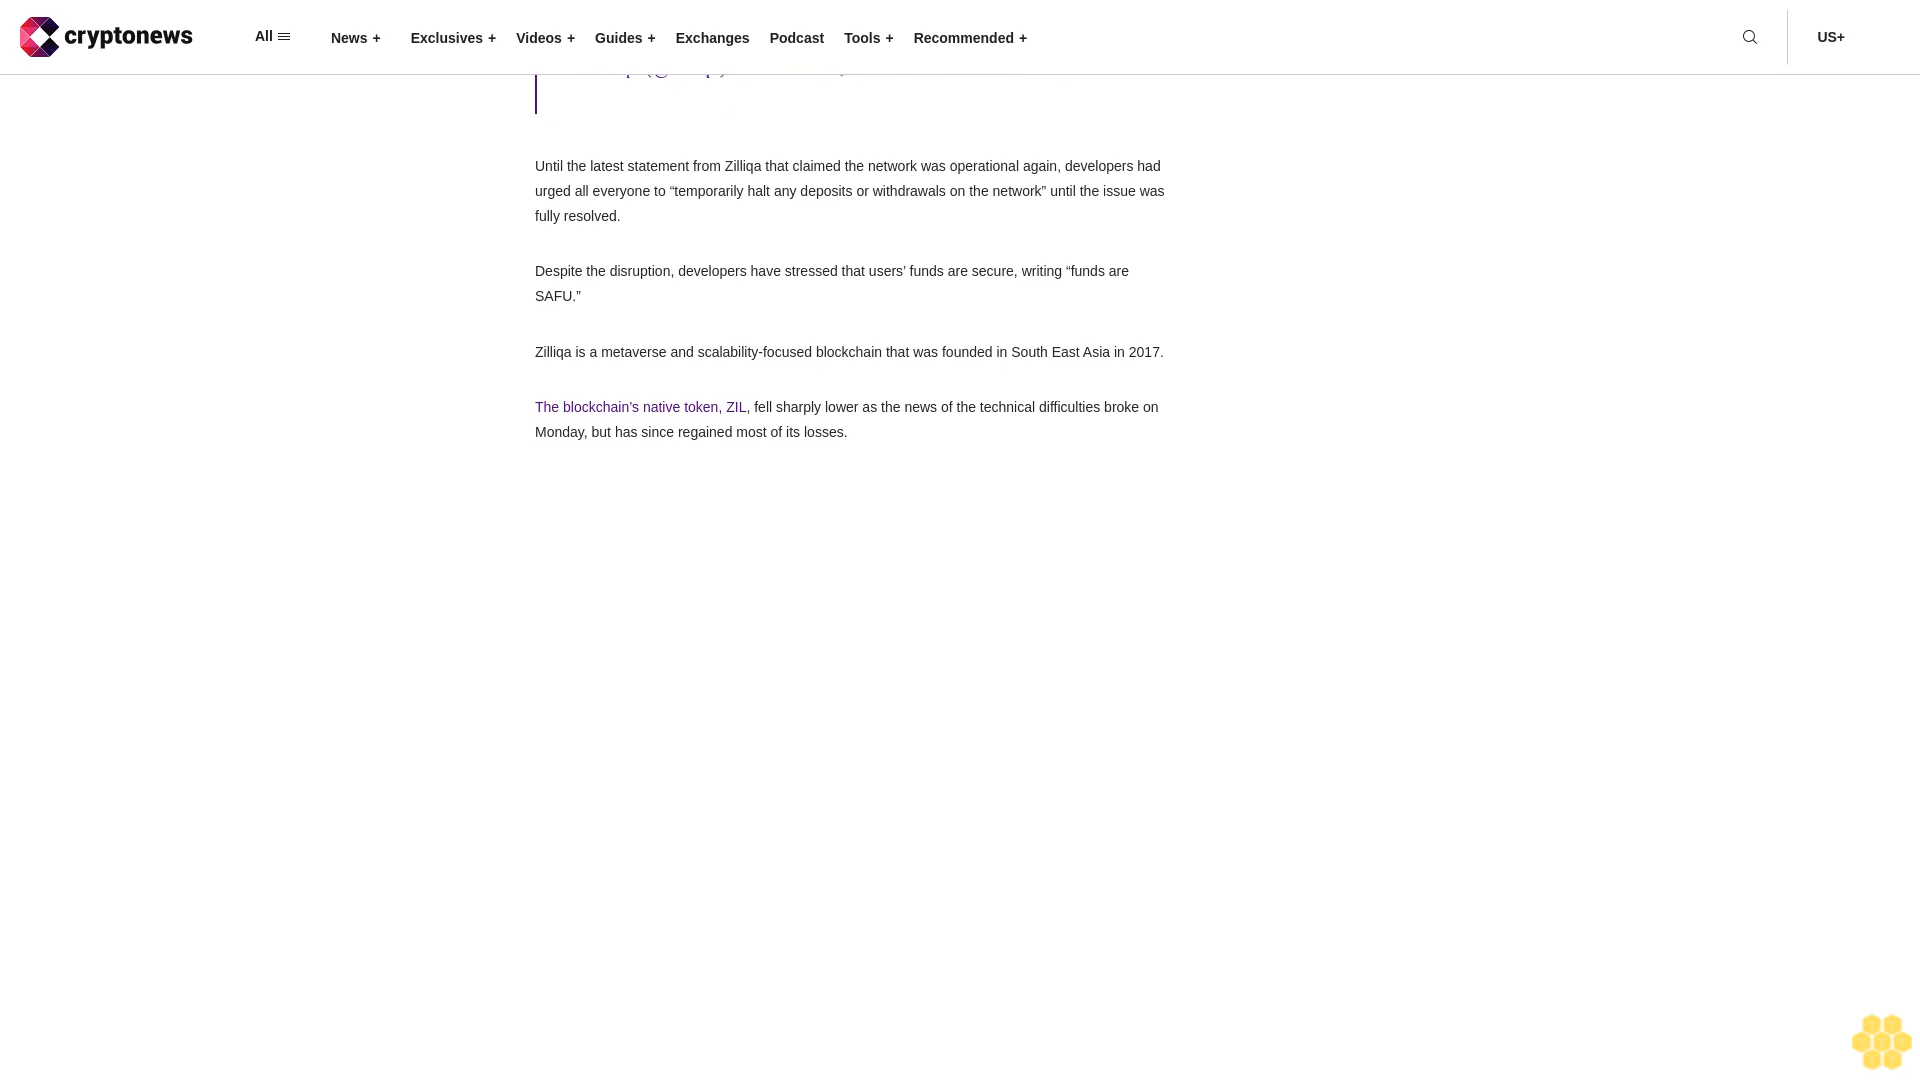 cryptonews
All
News +
Exclusives +
Videos +
Guides +
Exchanges
Podcast
Tools +
Recommended +
US+
Until the latest statement from Zilliqa that claimed the network was operational again, developers had
urged all everyone to “temporarily halt any deposits or withdrawals on the network” until the issue was
fully resolved.
Despite the disruption, developers have stressed that users’ funds are secure, writing “funds are
SAFU.”
Zilliqa is a metaverse and scalability-focused blockchain that was founded in South East Asia in 2017.
The blockchain’s native token, ZIL, fell sharply lower as the news of the technical difficulties broke on
Monday, but has since regained most of its losses.